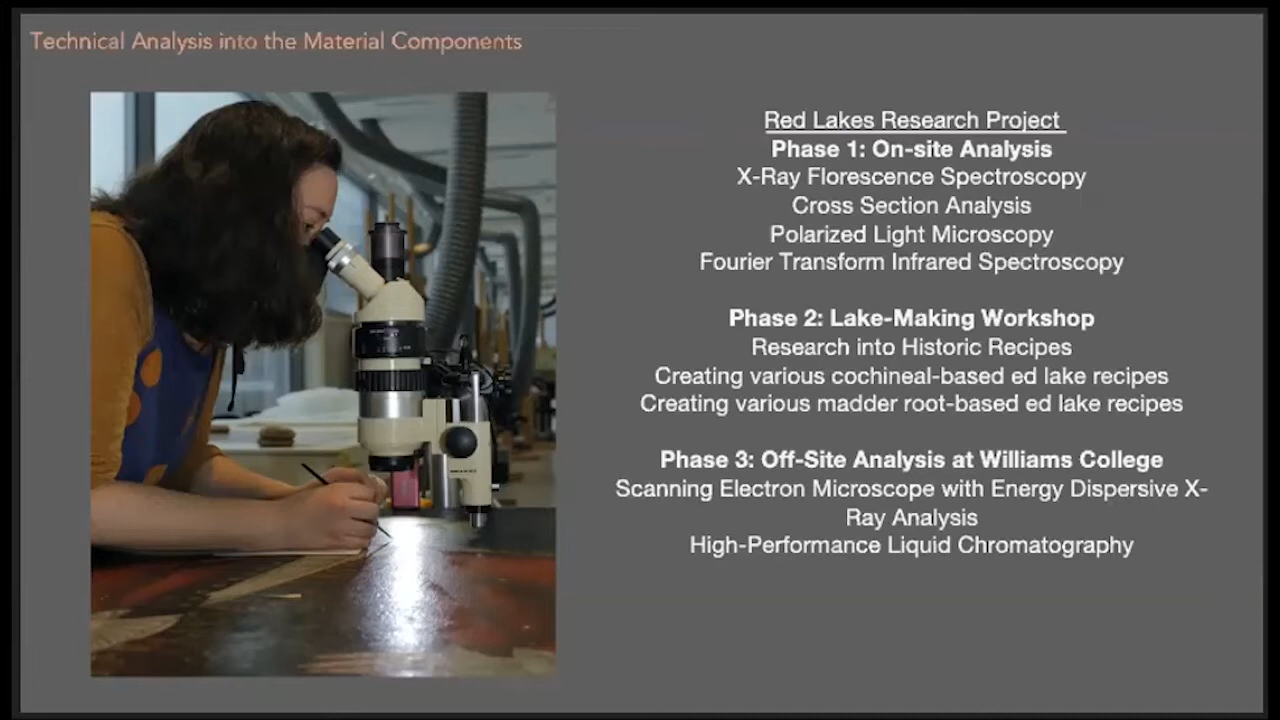 Technical Analysis into the Material Components
Red Lakes Research Project
Phase 1: On-site Analysis
X-Ray Florescence Spectroscopy
Cross Section Analysis
Polarized Light Microscopy
Fourier Transform Infrared Spectroscopy
Phase 2: Lake-Making Workshop
Research into Historic Recipes
Creating various cochineal-based ed lake recipes
Creating various madder root-based ed lake recipes
Phase 3: Off-Site Analysis at Williams College
Scanning Electron Microscope with Energy Dispersive X-
Ray Analysis
High-Performance Liquid Chromatography